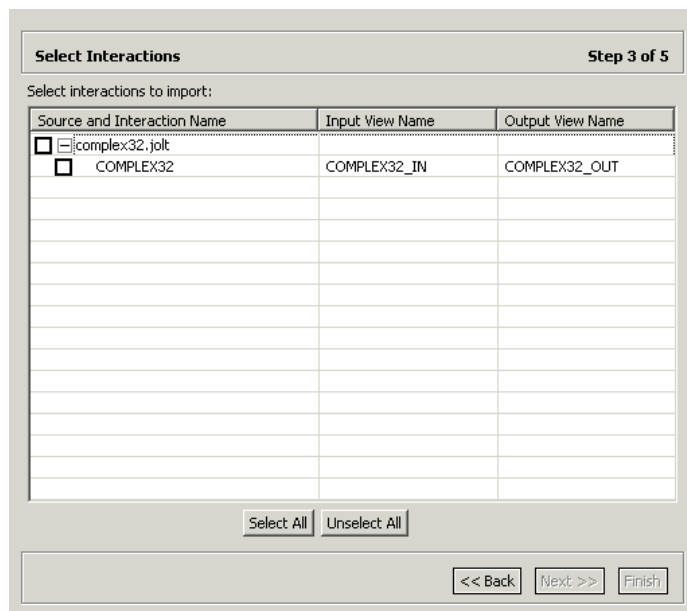 Select Interactions Step 3 of 5
Select interactions to import:
Source and Interaction Name Input View Name Output View Name
complex32.jolt
COMPLEX32 COMPLEX32_IN COMPLEX32_OUT
Select All Unselect All
<< Back Next >> Finish